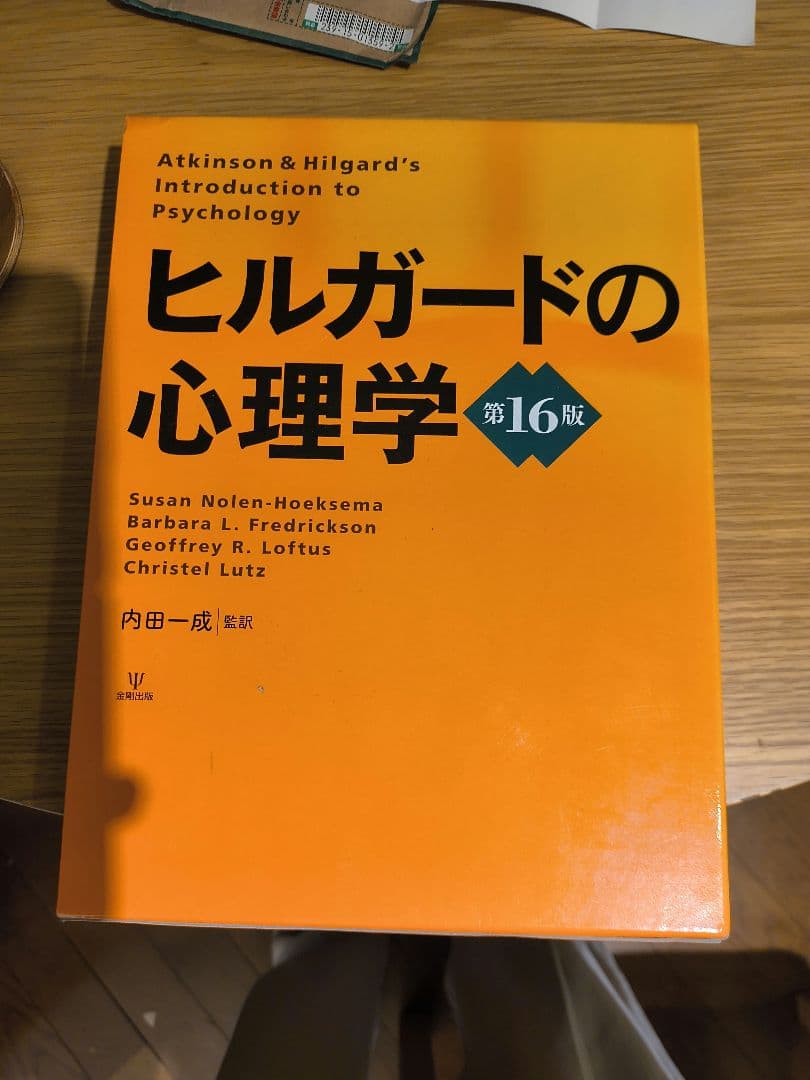 Atkinson & Hilgard's
Introduction to
Psychology
ヒルガードの
心理学
第16版
Susan Nolen-Hoeksema
Barbara L. Fredrickson
Geoffrey R. Loftus
Christel Lutz
内田一成 監訳
金剛出版